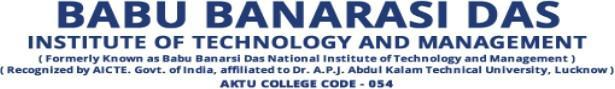 BABU BANARASI DAS
INSTITUTE OF TECHNOLOGY AND MANAGEMENT
( Formerly Known as Babu Banarsi Das National Institute of Technology and Management )
( Recognized by AICTE. Govt. of India, affiliated to Dr. A.P.J. Abdul Kalam Technical University, Lucknow )
AKTU COLLEGE CODE - 054